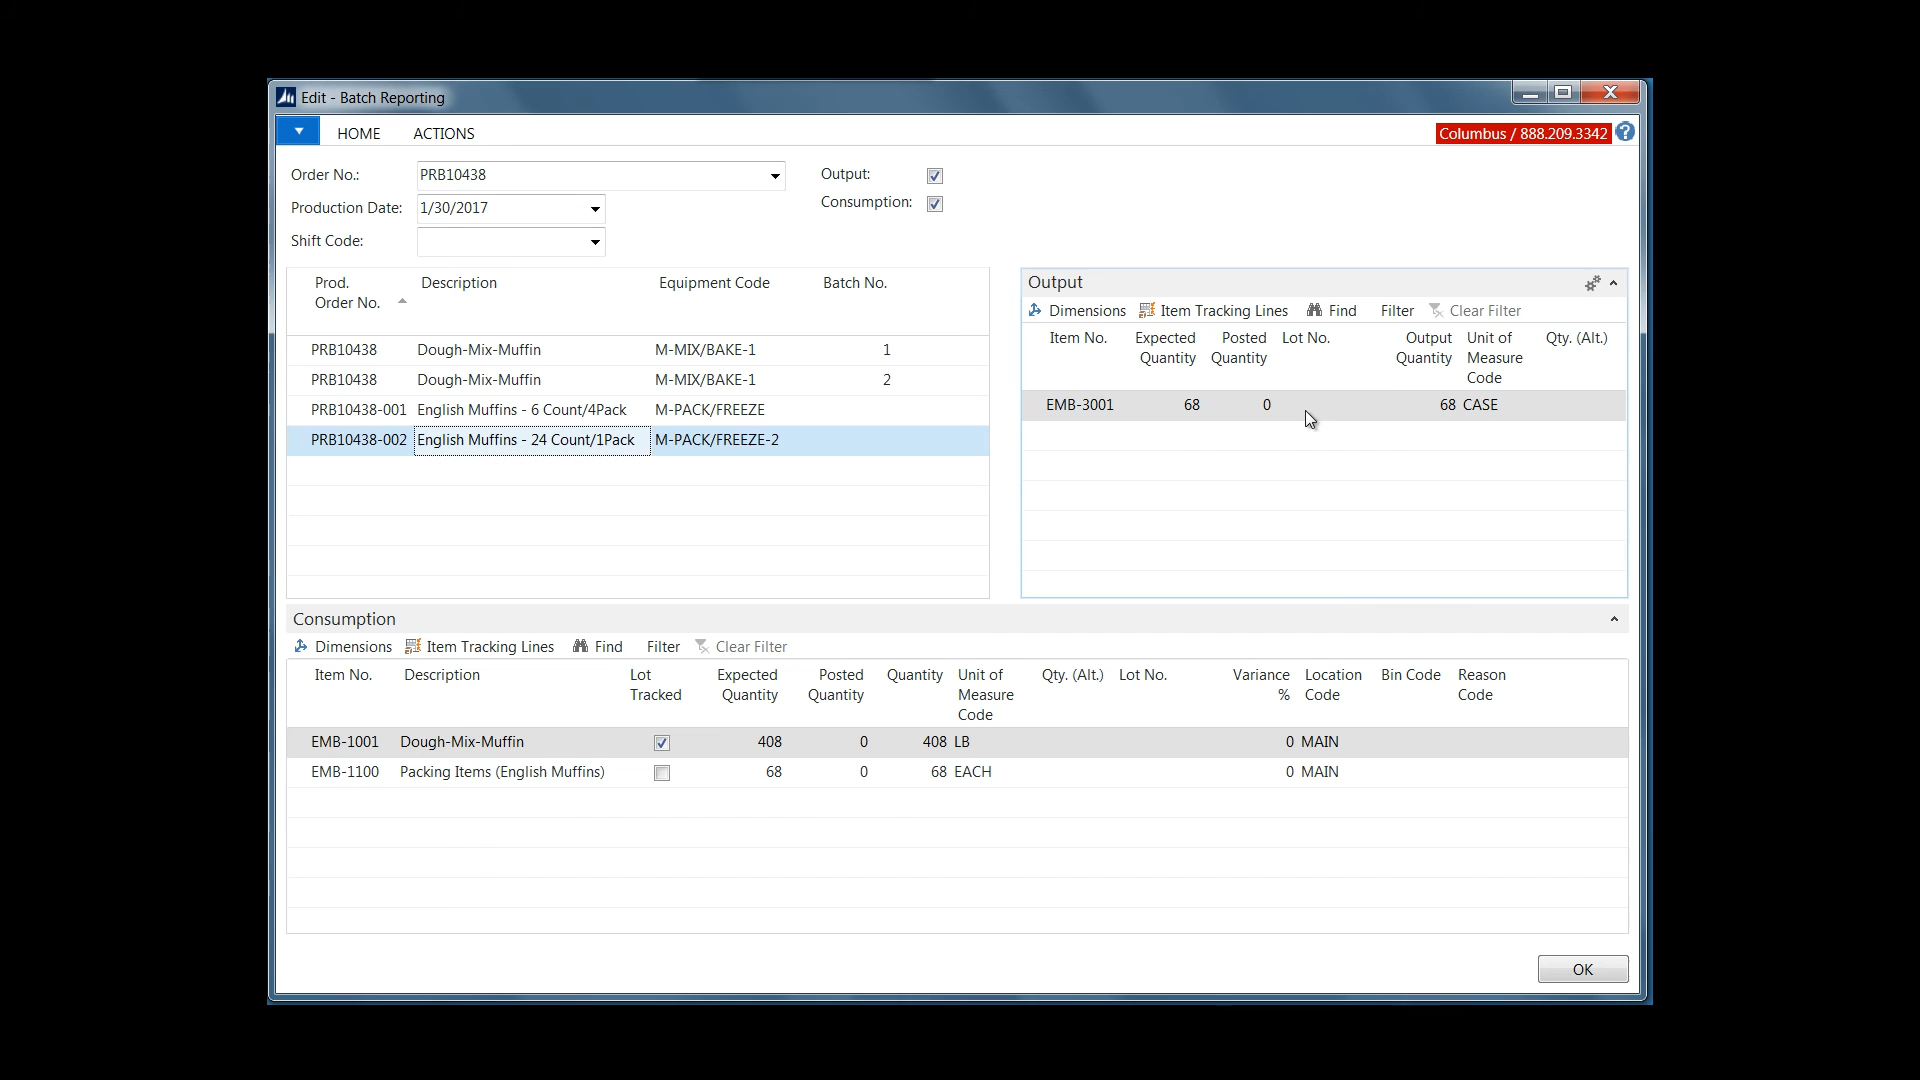 Edit - Batch Reporting
HOME ACTIONS Columbus / 888.209.3342 ?
Order No.: PRB10438 Output:
Production Date: 1/30/2017 Consumption:
Shift Code:
Prod. Order No. Description Equipment Code Batch No.
PRB10438 Dough-Mix-Muffin M-MIX/BAKE-1 1
PRB10438 Dough-Mix-Muffin M-MIX/BAKE-1 2
PRB10438-001 English Muffins - 6 Count/4Pack M-PACK/FREEZE
PRB10438-002 English Muffins - 24 Count/1Pack M-PACK/FREEZE-2
Output
Dimensions Item Tracking Lines Find Filter Clear Filter
Item No. Expected Quantity Posted Quantity Lot No. Output Quantity Unit of Measure Code Qty. (Alt.)
EMB-3001 68 0 68 CASE
Consumption
Dimensions Item Tracking Lines Find Filter Clear Filter
Item No. Description Lot Tracked Expected Quantity Posted Quantity Quantity Unit of Measure Code Qty. (Alt.) Lot No. Variance % Location Code Bin Code Reason Code
EMB-1001 Dough-Mix-Muffin 408 0 408 LB 0 MAIN
EMB-1100 Packing Items (English Muffins) 68 0 68 EACH 0 MAIN
OK